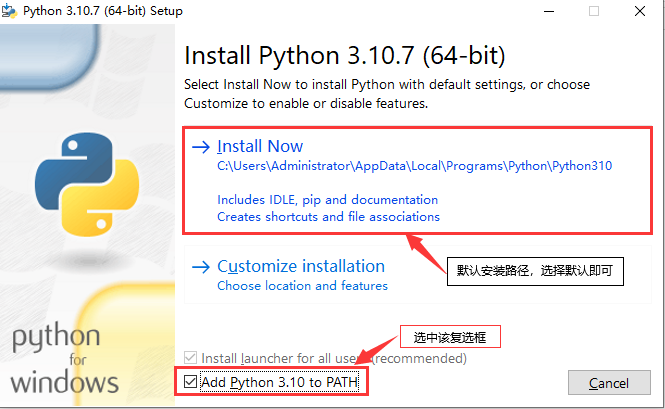 Python 3.10.7 (64-bit) Setup
Install Python 3.10.7 (64-bit)
Select Install Now to install Python with default settings, or choose
Customize to enable or disable features.
Install Now
C:\Users\Administrator\AppData\Local\Programs\Python\Python310
Includes IDLE, pip and documentation
Creates shortcuts and file associations
Customize installation
Choose location and features
默认安装路径，选择默认即可
选中该复选框
Install launcher for all users (recommended)
Add Python 3.10 to PATH
python
for
windows
Cancel